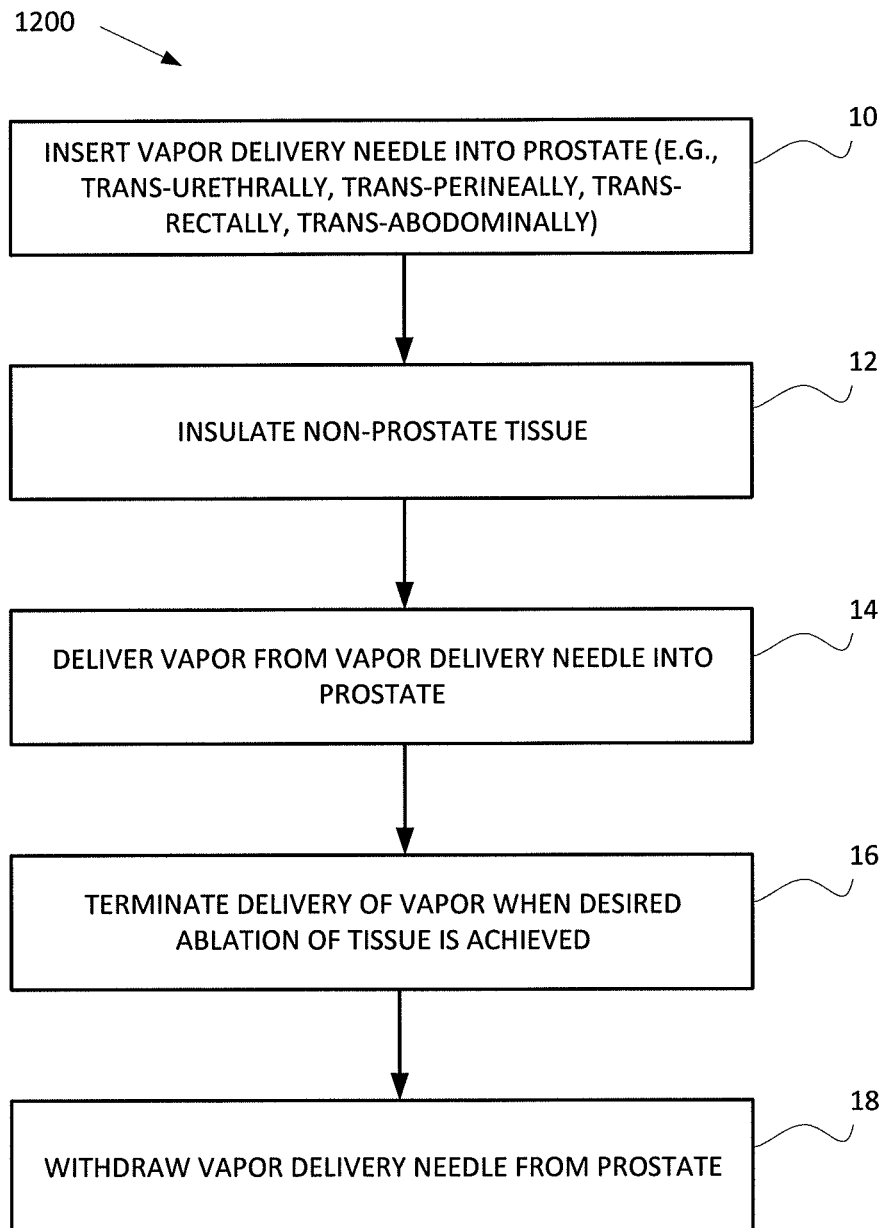 1200
10
INSERT VAPOR DELIVERY NEEDLE INTO PROSTATE (E.G.,
TRANS-URETHRALLY, TRANS-PERINEALLY, TRANS-
RECTALLY, TRANS-ABODOMINALLY)
12
INSULATE NON-PROSTATE TISSUE
14
DELIVER VAPOR FROM VAPOR DELIVERY NEEDLE INTO
PROSTATE
16
TERMINATE DELIVERY OF VAPOR WHEN DESIRED
ABLATION OF TISSUE IS ACHIEVED
18
WITHDRAW VAPOR DELIVERY NEEDLE FROM PROSTATE